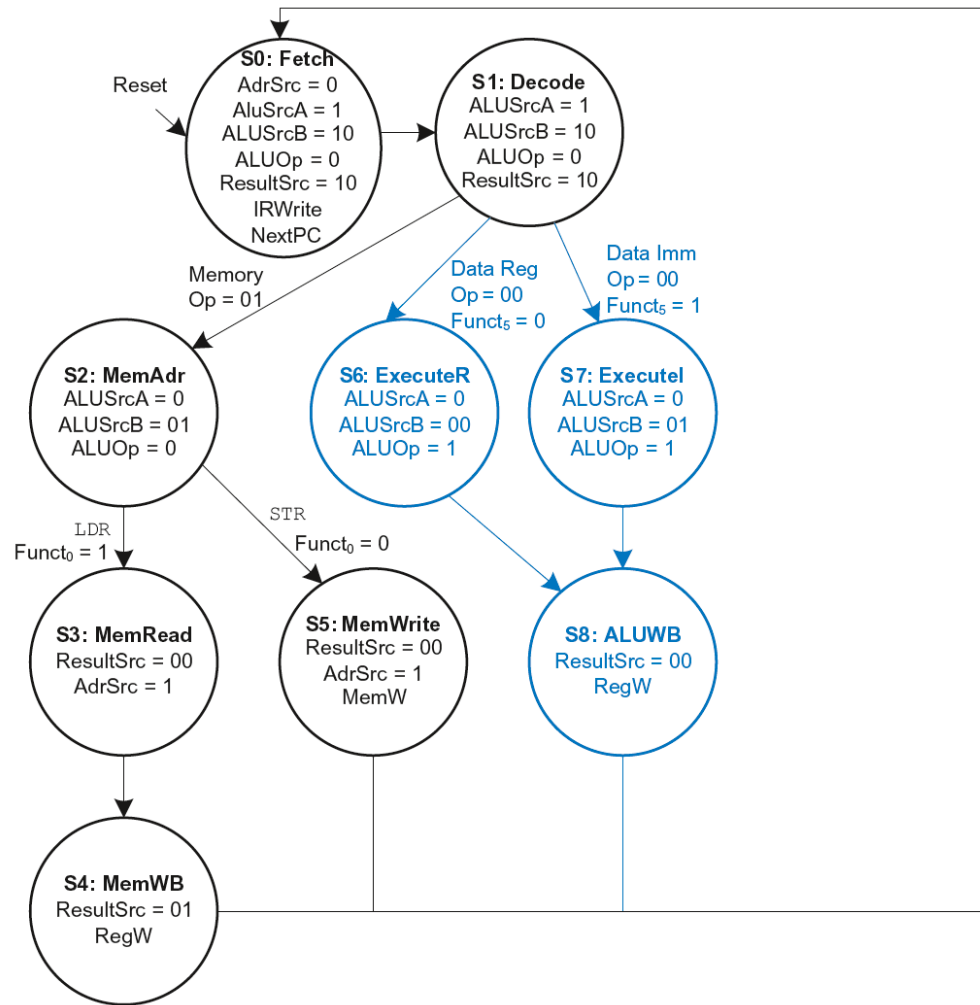 Reset
S0: Fetch
AdrSrc = 0
AluSrcA = 1
ALUSrcB = 10
ALUOp = 0
ResultSrc = 10
IRWrite
NextPC
S1: Decode
ALUSrcA = 1
ALUSrcB = 10
ALUOp = 0
ResultSrc = 10
Memory
Op = 01
Data Reg
Op = 00
Funct₅ = 0
Data Imm
Op = 00
Funct₅ = 1
S2: MemAdr
ALUSrcA = 0
ALUSrcB = 01
ALUOp = 0
S6: ExecuteR
ALUSrcA = 0
ALUSrcB = 00
ALUOp = 1
S7: ExecuteI
ALUSrcA = 0
ALUSrcB = 01
ALUOp = 1
LDR
Funct₀ = 1
STR
Funct₀ = 0
S3: MemRead
ResultSrc = 00
AdrSrc = 1
S5: MemWrite
ResultSrc = 00
AdrSrc = 1
MemW
S8: ALUWB
ResultSrc = 00
RegW
S4: MemWB
ResultSrc = 01
RegW